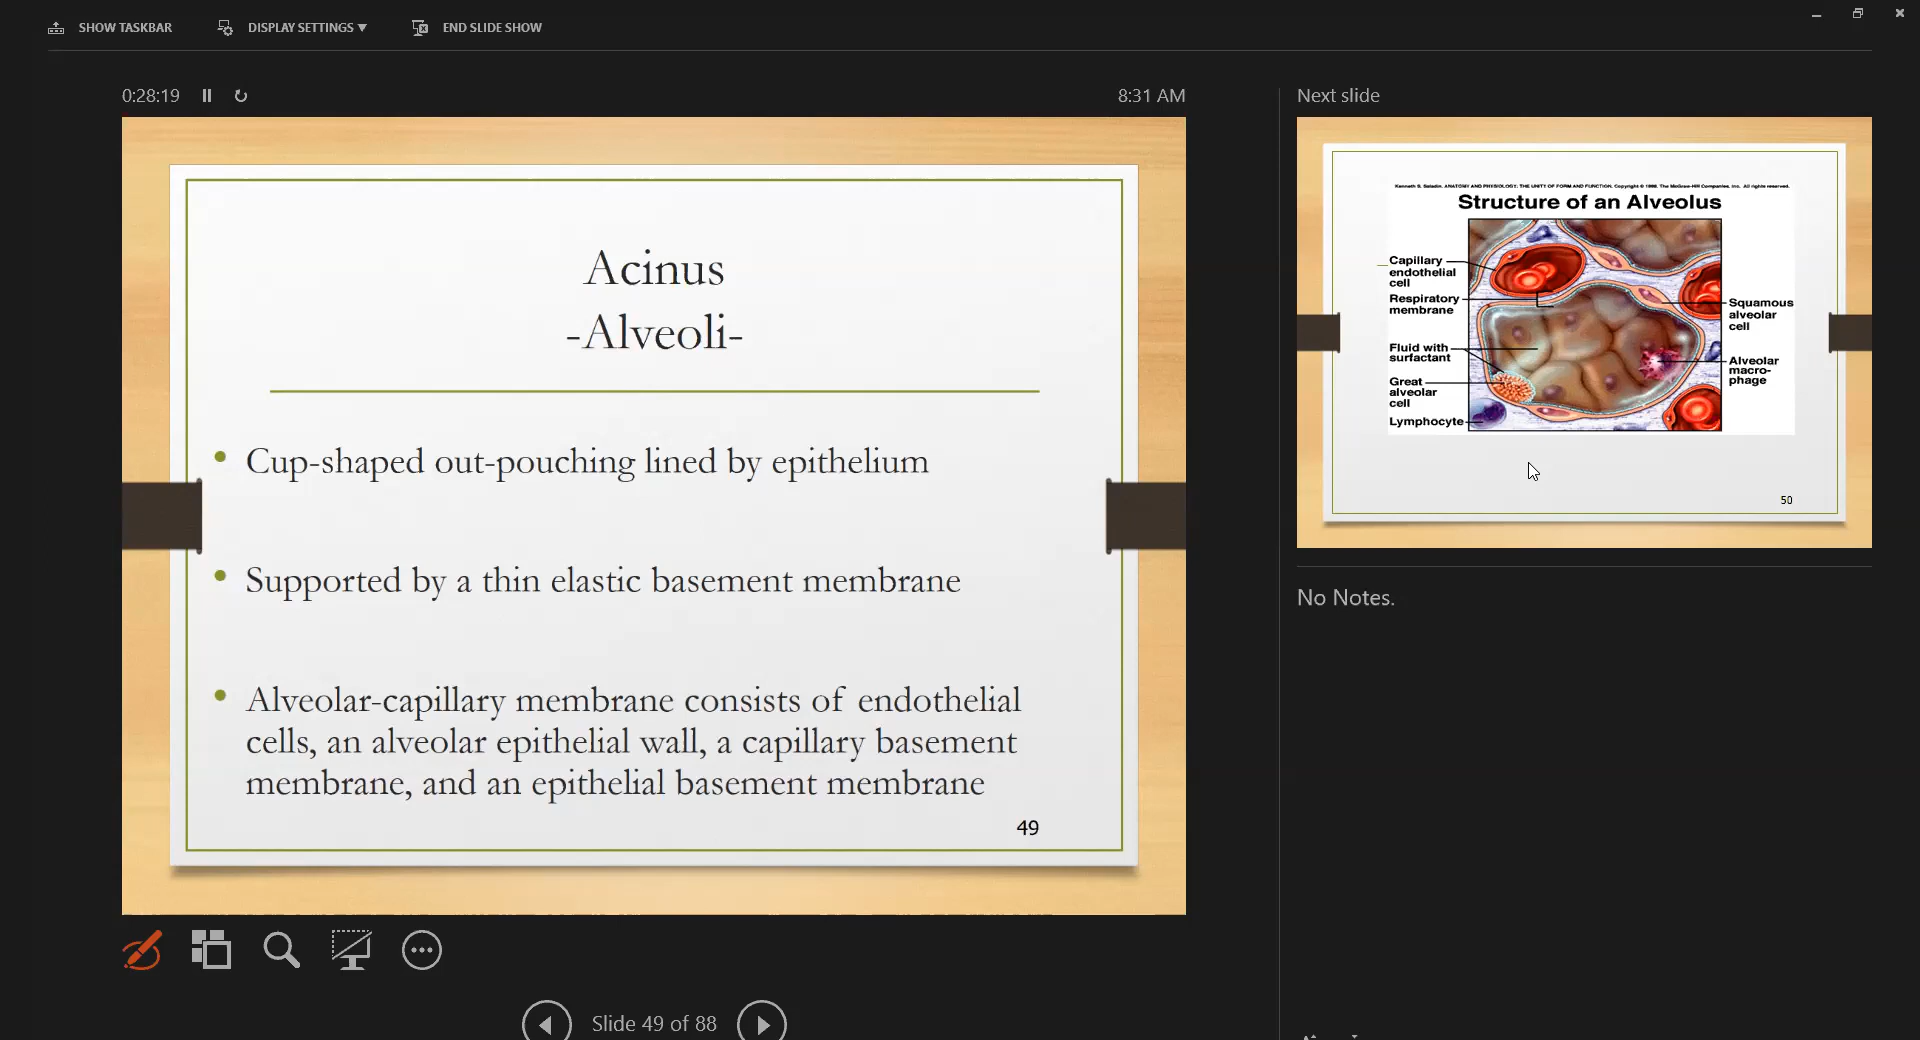 SHOW TASKBAR
DISPLAY SETTINGS
END SLIDE SHOW
0:28:19
8:31 AM
Acinus
-Alveoli-
• Cup-shaped out-pouching lined by epithelium
• Supported by a thin elastic basement membrane
• Alveolar-capillary membrane consists of endothelial
cells, an alveolar epithelial wall, a capillary basement
membrane, and an epithelial basement membrane
49
Slide 49 of 88
Next slide
Kenneth S. Saladin, ANATOMY AND PHYSIOLOGY: THE UNITY OF FORM AND FUNCTION, Copyright © 1998, The McGraw-Hill Companies, Inc. All rights reserved.
Structure of an Alveolus
Capillary
endothelial
cell
Respiratory
membrane
Fluid with
surfactant
Great
alveolar
cell
Lymphocyte
Squamous
alveolar
cell
Alveolar
macro-
phage
50
No Notes.